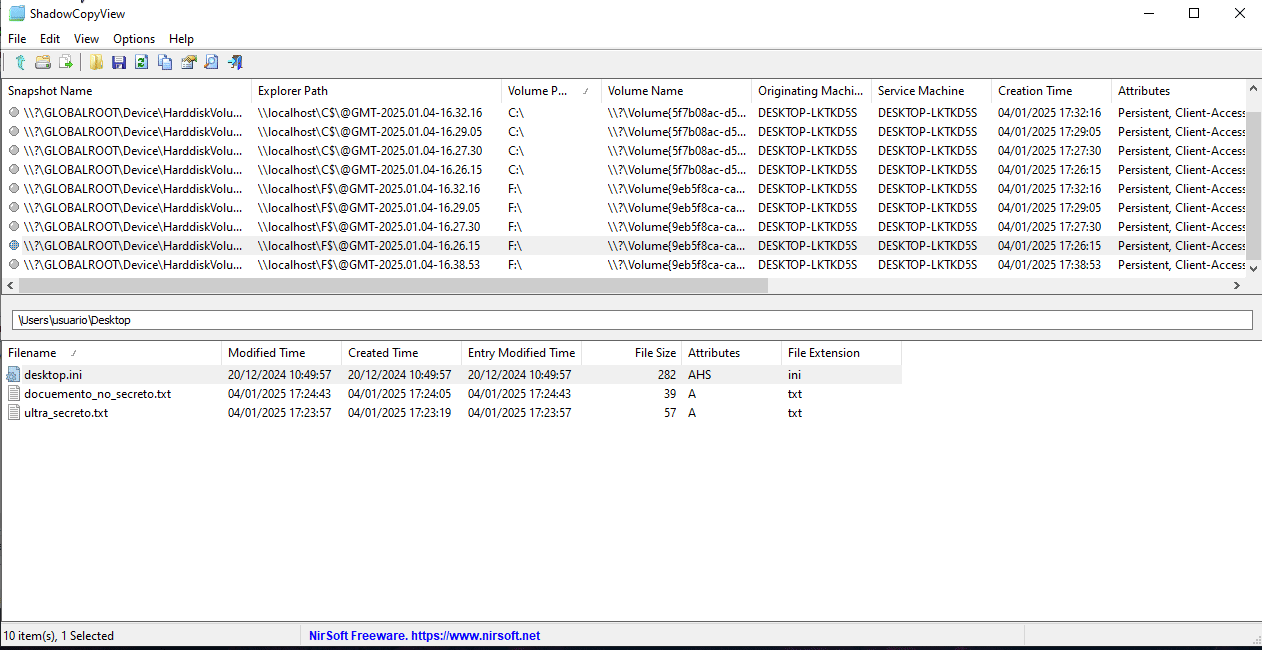 ShadowCopyView
File Edit View Options Help
Snapshot Name Explorer Path Volume P... Volume Name Originating Machi... Service Machine Creation Time Attributes
\\?\GLOBALROOT\Device\HarddiskVolu... \\localhost\C$\@GMT-2025.01.04-16.32.16 C:\ \\?\Volume{5f7b08ac-d5... DESKTOP-LKTKD5S DESKTOP-LKTKD5S 04/01/2025 17:32:16 Persistent, Client-Access
\\?\GLOBALROOT\Device\HarddiskVolu... \\localhost\C$\@GMT-2025.01.04-16.29.05 C:\ \\?\Volume{5f7b08ac-d5... DESKTOP-LKTKD5S DESKTOP-LKTKD5S 04/01/2025 17:29:05 Persistent, Client-Access
\\?\GLOBALROOT\Device\HarddiskVolu... \\localhost\C$\@GMT-2025.01.04-16.27.30 C:\ \\?\Volume{5f7b08ac-d5... DESKTOP-LKTKD5S DESKTOP-LKTKD5S 04/01/2025 17:27:30 Persistent, Client-Access
\\?\GLOBALROOT\Device\HarddiskVolu... \\localhost\C$\@GMT-2025.01.04-16.26.15 C:\ \\?\Volume{5f7b08ac-d5... DESKTOP-LKTKD5S DESKTOP-LKTKD5S 04/01/2025 17:26:15 Persistent, Client-Access
\\?\GLOBALROOT\Device\HarddiskVolu... \\localhost\F$\@GMT-2025.01.04-16.32.16 F:\ \\?\Volume{9eb5f8ca-ca... DESKTOP-LKTKD5S DESKTOP-LKTKD5S 04/01/2025 17:32:16 Persistent, Client-Access
\\?\GLOBALROOT\Device\HarddiskVolu... \\localhost\F$\@GMT-2025.01.04-16.29.05 F:\ \\?\Volume{9eb5f8ca-ca... DESKTOP-LKTKD5S DESKTOP-LKTKD5S 04/01/2025 17:29:05 Persistent, Client-Access
\\?\GLOBALROOT\Device\HarddiskVolu... \\localhost\F$\@GMT-2025.01.04-16.27.30 F:\ \\?\Volume{9eb5f8ca-ca... DESKTOP-LKTKD5S DESKTOP-LKTKD5S 04/01/2025 17:27:30 Persistent, Client-Access
\\?\GLOBALROOT\Device\HarddiskVolu... \\localhost\F$\@GMT-2025.01.04-16.26.15 F:\ \\?\Volume{9eb5f8ca-ca... DESKTOP-LKTKD5S DESKTOP-LKTKD5S 04/01/2025 17:26:15 Persistent, Client-Access
\\?\GLOBALROOT\Device\HarddiskVolu... \\localhost\F$\@GMT-2025.01.04-16.38.53 F:\ \\?\Volume{9eb5f8ca-ca... DESKTOP-LKTKD5S DESKTOP-LKTKD5S 04/01/2025 17:38:53 Persistent, Client-Access
\Users\usuario\Desktop
Filename Modified Time Created Time Entry Modified Time File Size Attributes File Extension
desktop.ini 20/12/2024 10:49:57 20/12/2024 10:49:57 20/12/2024 10:49:57 282 AHS ini
docuemento_no_secreto.txt 04/01/2025 17:24:43 04/01/2025 17:24:05 04/01/2025 17:24:43 39 A txt
ultra_secreto.txt 04/01/2025 17:23:57 04/01/2025 17:23:19 04/01/2025 17:23:57 57 A txt
10 item(s), 1 Selected NirSoft Freeware. https://www.nirsoft.net